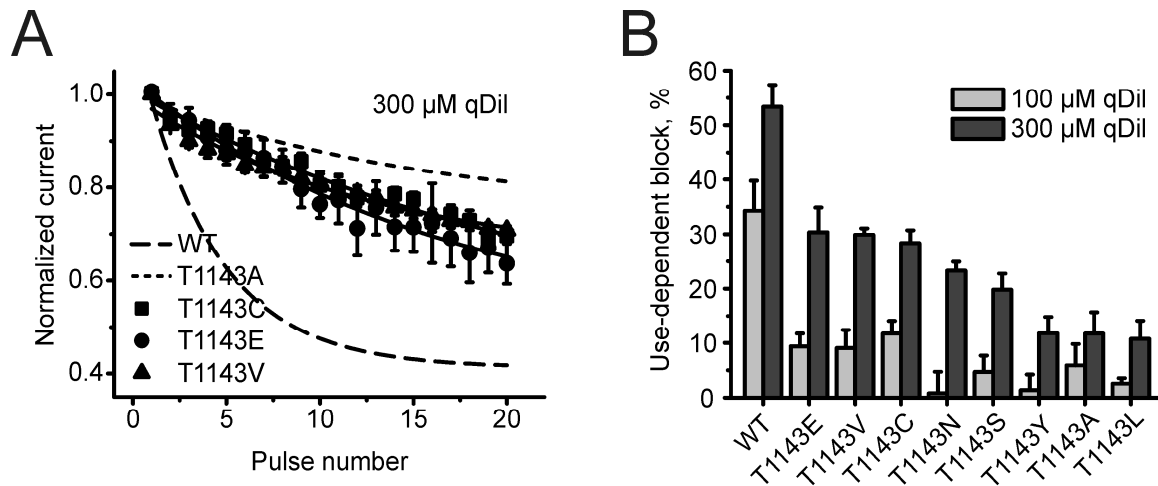 A
Normalized current
1.0
0.8
0.6
0.4
300 µM qDil
WT
T1143A
T1143C
T1143E
T1143V
0 5 10 15 20
Pulse number
B
Use-dependent block, %
60
50
40
30
20
10
0
100 µM qDil
300 µM qDil
WT T1143E T1143V T1143C T1143N T1143S T1143Y T1143A T1143L